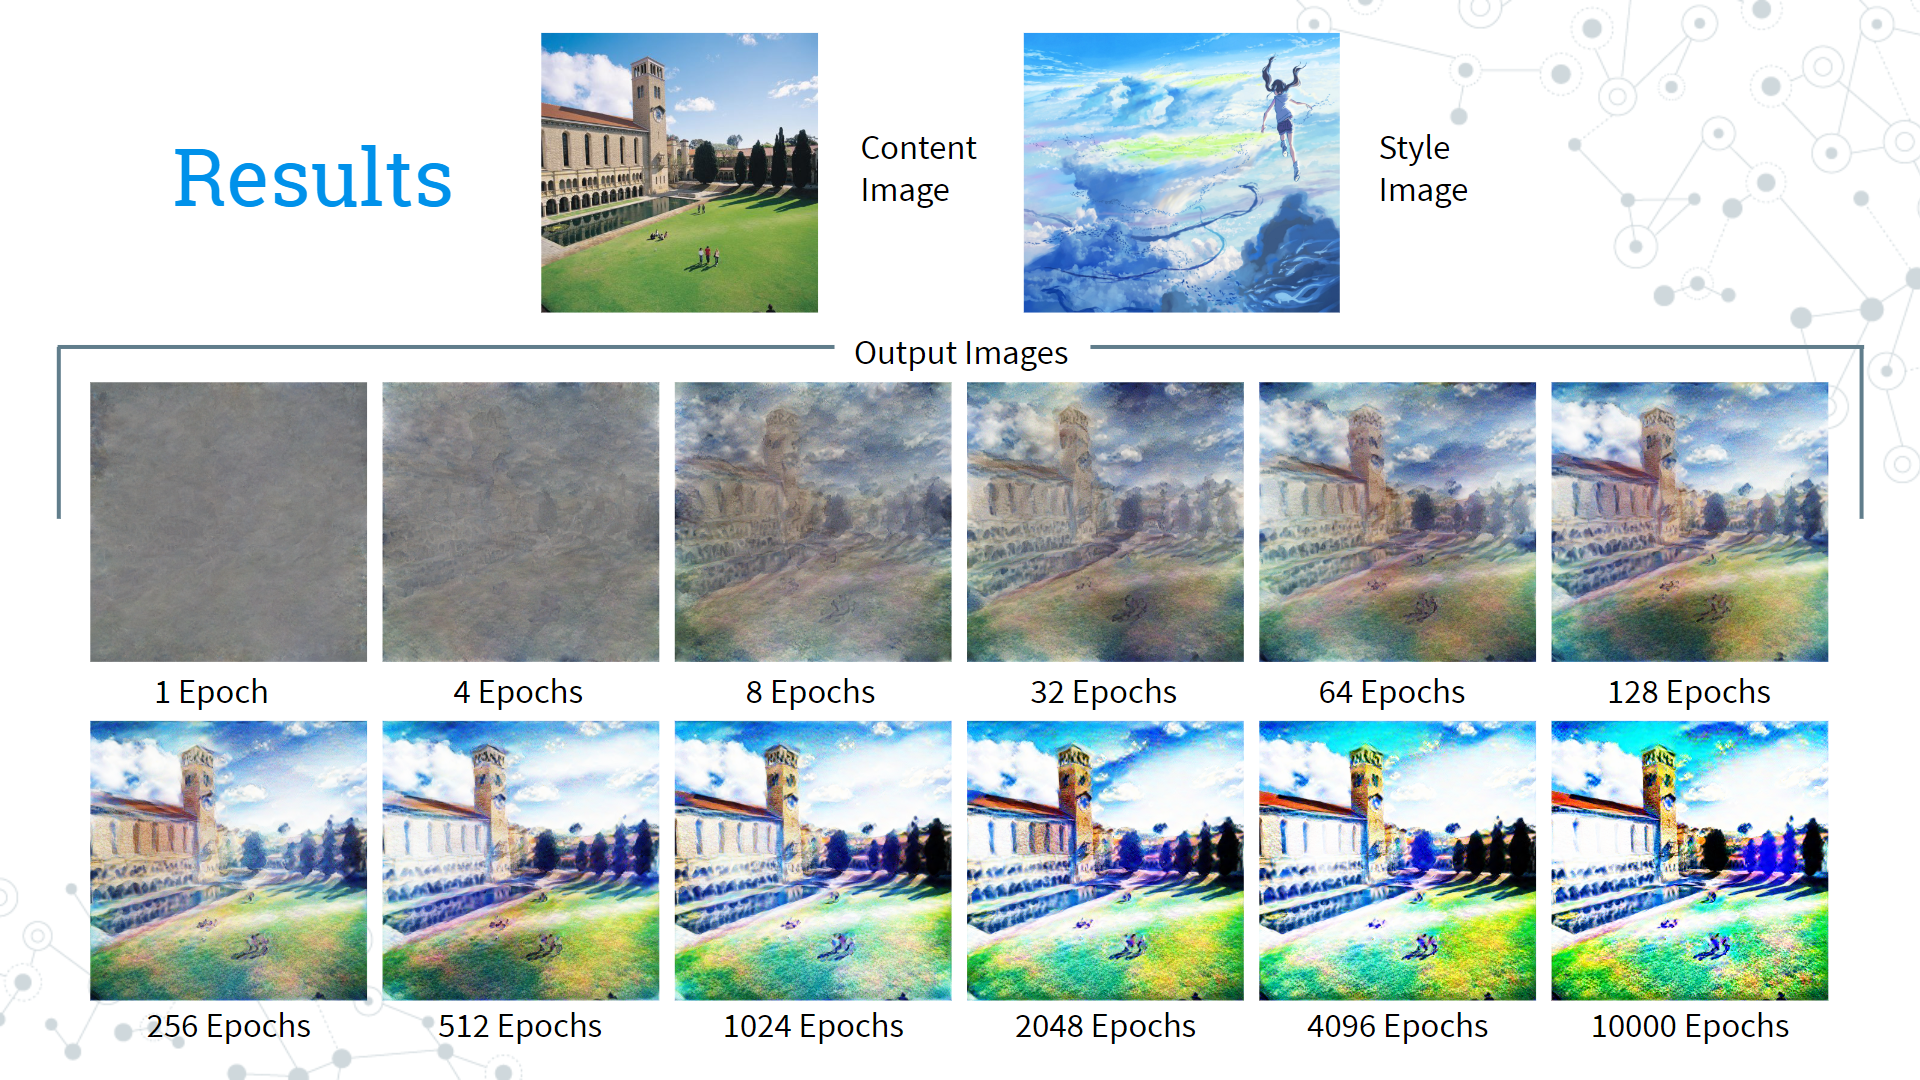 Results
Content
Image
Style
Image
Output Images
1 Epoch
4 Epochs
8 Epochs
32 Epochs
64 Epochs
128 Epochs
256 Epochs
512 Epochs
1024 Epochs
2048 Epochs
4096 Epochs
10000 Epochs